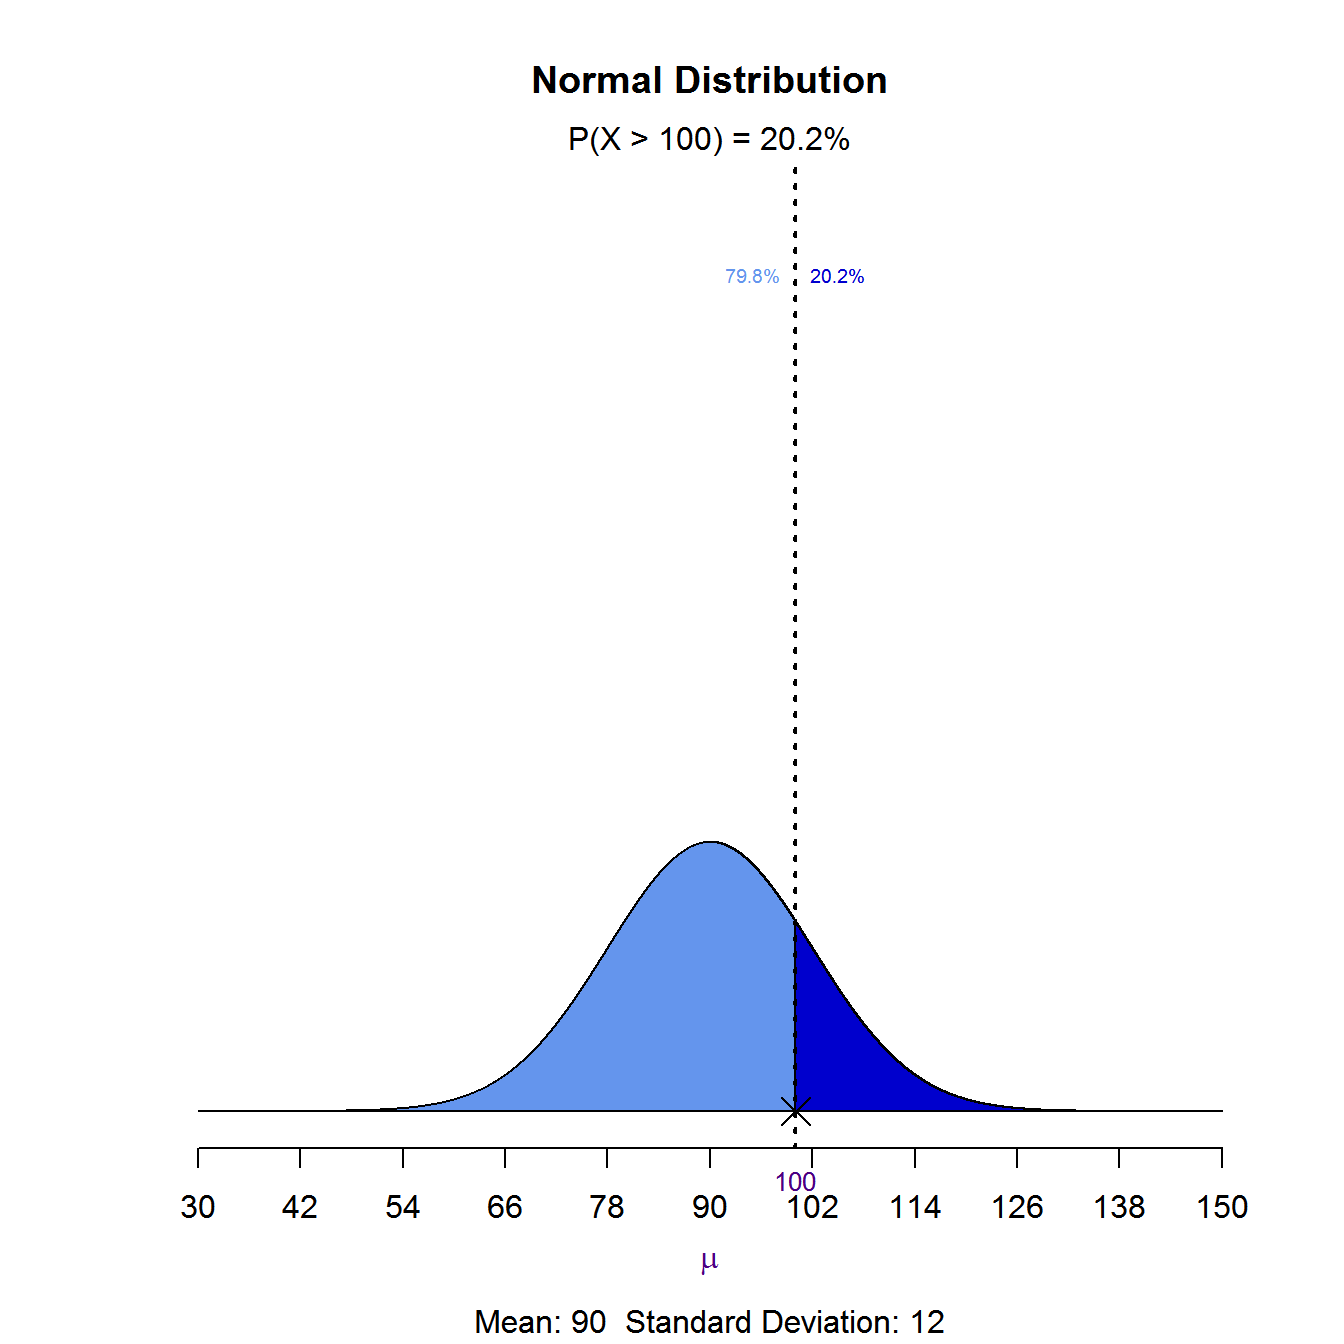 Normal Distribution
P(X > 100) = 20.2%
79.8% 20.2%
100
30 42 54 66 78 90 102 114 126 138 150
μ
Mean: 90 Standard Deviation: 12